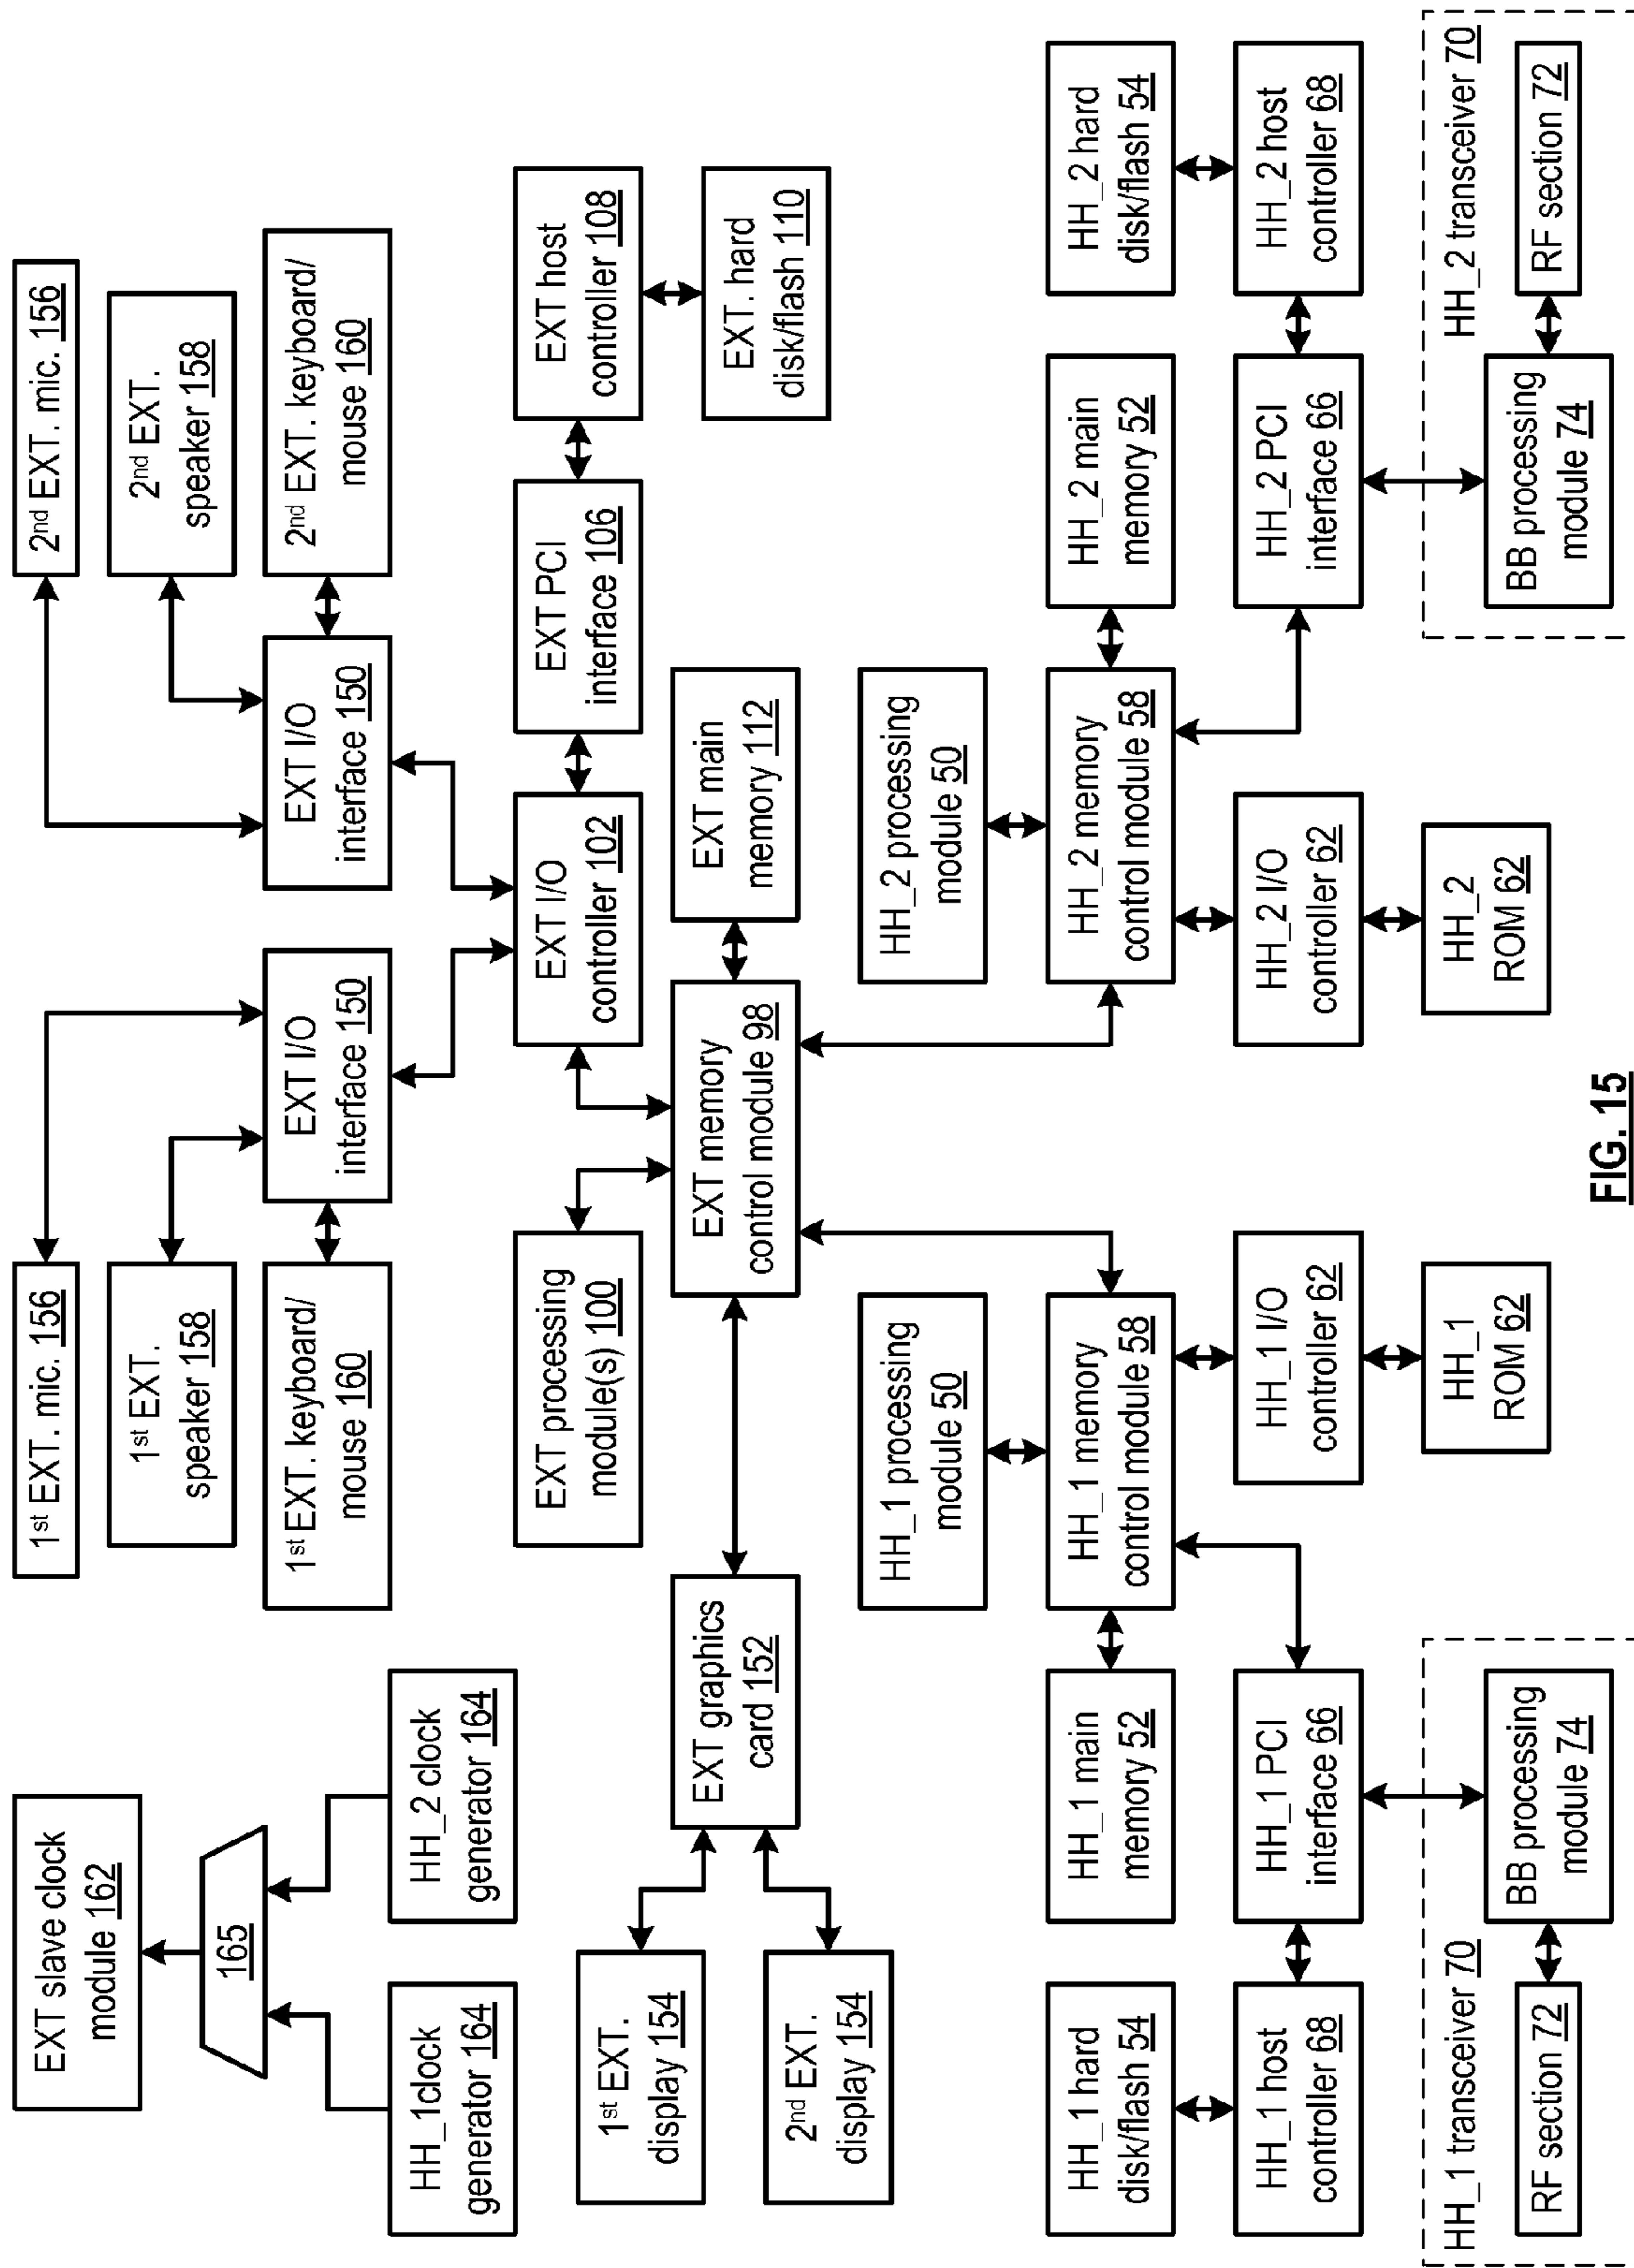 EXT slave clock
module 162
165
HH_1clock
generator 164
HH_2 clock
generator 164
1st EXT. mic. 156
1st EXT.
speaker 158
1st EXT. keyboard/
mouse 160
EXT I/O
interface 150
2nd EXT. mic. 156
2nd EXT.
speaker 158
2nd EXT. keyboard/
mouse 160
EXT I/O
interface 150
EXT processing
module(s) 100
EXT I/O
controller 102
EXT PCI
interface 106
EXT host
controller 108
EXT. hard
disk/flash 110
1st EXT.
display 154
2nd EXT.
display 154
EXT graphics
card 152
EXT memory
control module 98
EXT main
memory 112
HH_1 processing
module 50
HH_2 processing
module 50
HH_1 hard
disk/flash 54
HH_1 main
memory 52
HH_1 memory
control module 58
HH_2 memory
control module 58
HH_2 main
memory 52
HH_2 hard
disk/flash 54
HH_1 host
controller 68
HH_1 PCI
interface 66
HH_1 I/O
controller 62
HH_2 I/O
controller 62
HH_2 PCI
interface 66
HH_2 host
controller 68
HH_1 transceiver 70
RF section 72
BB processing
module 74
HH_1
ROM 62
HH_2
ROM 62
HH_2 transceiver 70
BB processing
module 74
RF section 72
FIG. 15